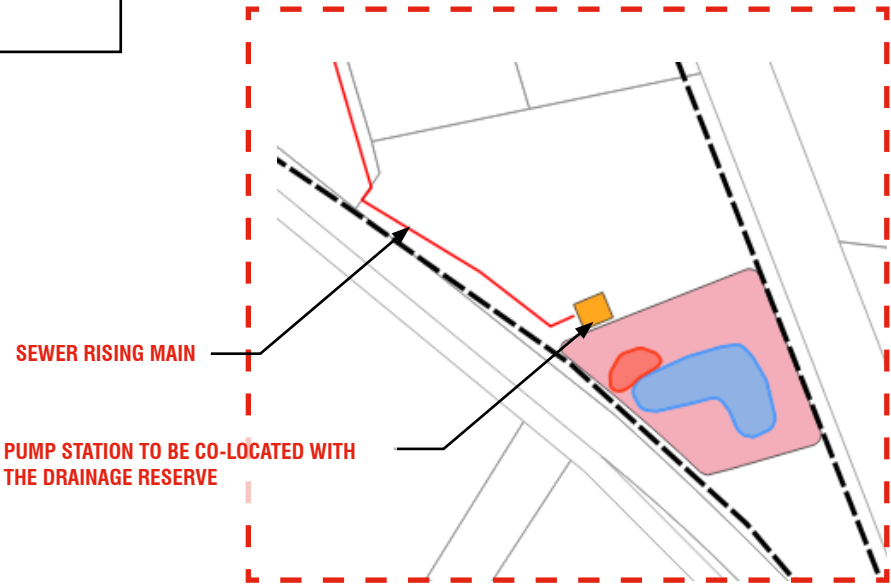 SEWER RISING MAIN
PUMP STATION TO BE CO-LOCATED WITH
THE DRAINAGE RESERVE